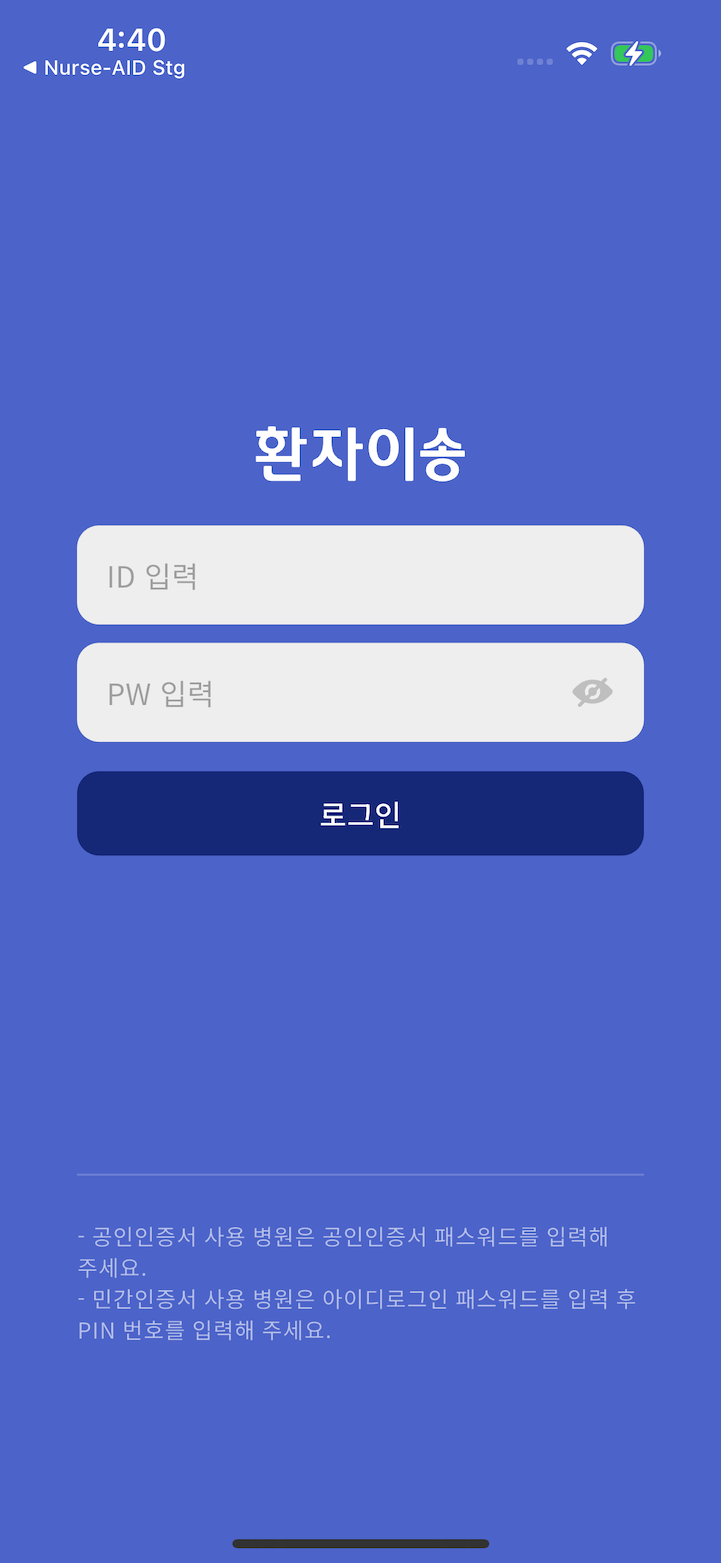 4:40
◀ Nurse-AID Stg
환자이송
ID 입력
PW 입력
로그인
- 공인인증서 사용 병원은 공인인증서 패스워드를 입력해
주세요.
- 민간인증서 사용 병원은 아이디로그인 패스워드를 입력 후
PIN 번호를 입력해 주세요.